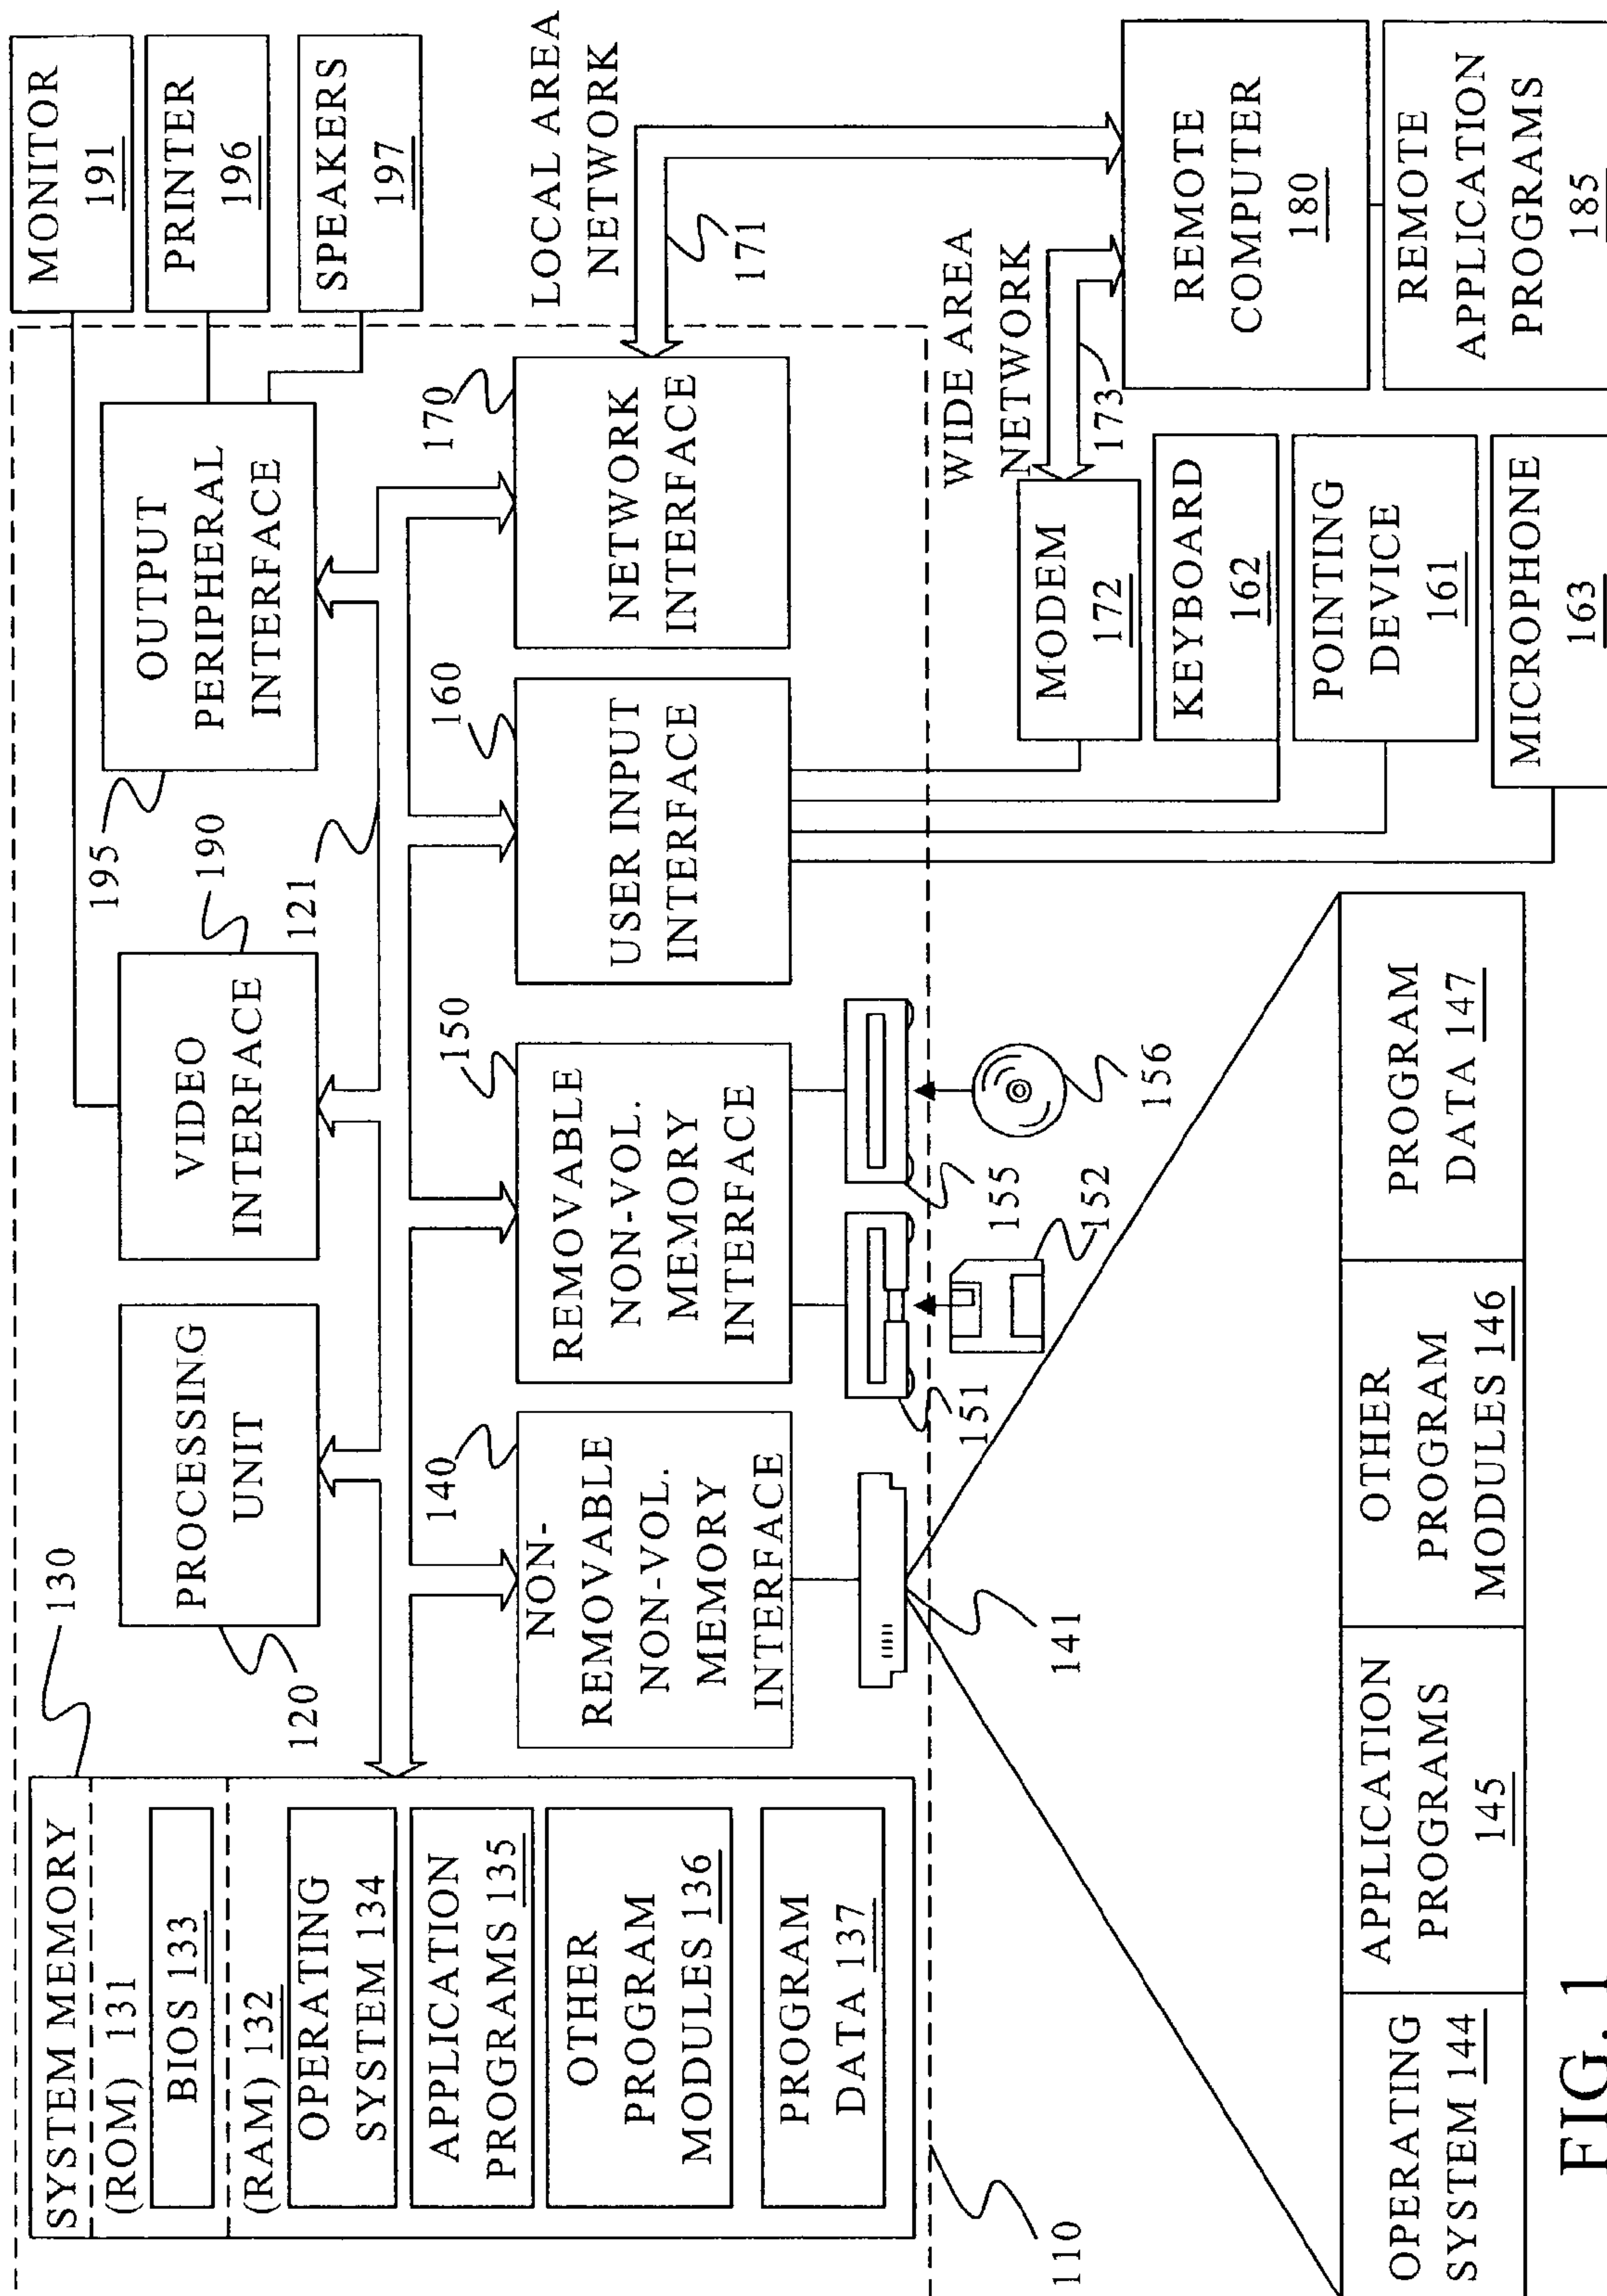 SYSTEM MEMORY
(ROM) 131
BIOS 133
(RAM) 132
OPERATING
SYSTEM 134
APPLICATION
PROGRAMS 135
OTHER
PROGRAM
MODULES 136
PROGRAM
DATA 137
110
130
120
PROCESSING
UNIT
VIDEO
INTERFACE
190
121
195
OUTPUT
PERIPHERAL
INTERFACE
MONITOR
191
PRINTER
196
SPEAKERS
197
140
NON-
REMOVABLE
NON-VOL.
MEMORY
INTERFACE
150
REMOVABLE
NON-VOL.
MEMORY
INTERFACE
160
USER INPUT
INTERFACE
170
NETWORK
INTERFACE
LOCAL AREA
NETWORK
171
141
151
152
155
156
WIDE AREA
NETWORK
173
MODEM
172
KEYBOARD
162
POINTING
DEVICE
161
MICROPHONE
163
REMOTE
COMPUTER
180
REMOTE
APPLICATION
PROGRAMS
185
OPERATING
SYSTEM 144
APPLICATION
PROGRAMS
145
OTHER
PROGRAM
MODULES 146
PROGRAM
DATA 147
FIG. 1